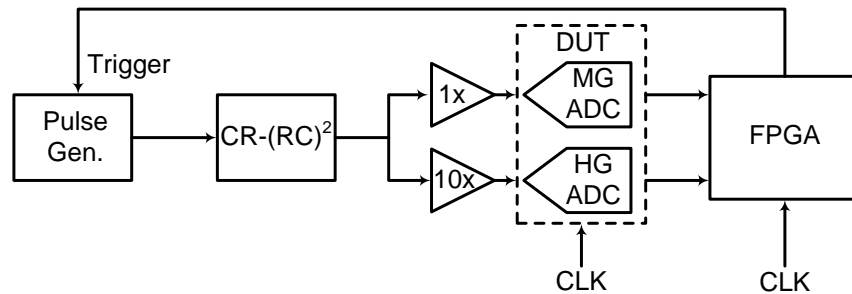 DUT
Trigger
Pulse
Gen.
CR-(RC)²
1x
MG
ADC
10x
HG
ADC
FPGA
CLK
CLK